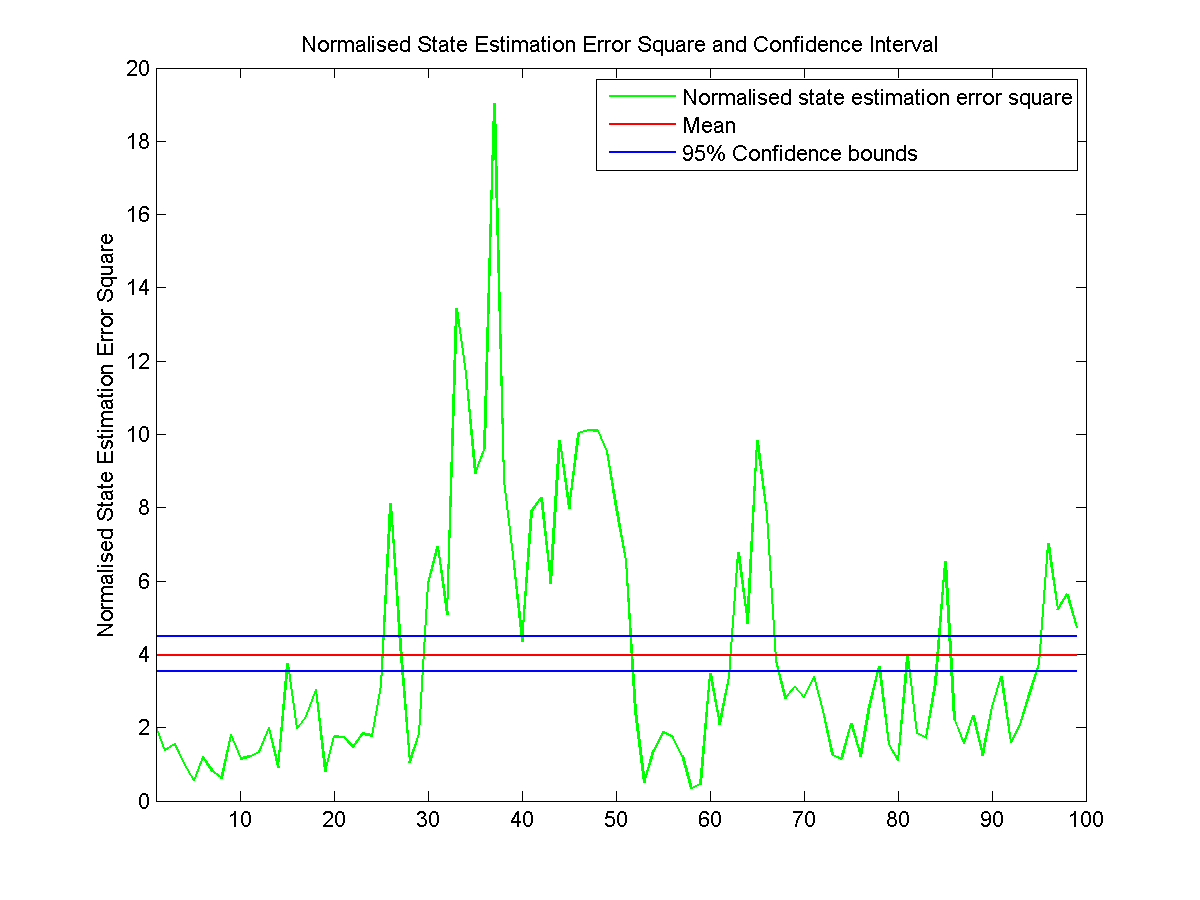 Normalised State Estimation Error Square and Confidence Interval
Normalised state estimation error square
Mean
95% Confidence bounds
Normalised State Estimation Error Square
20
18
16
14
12
10
8
6
4
2
0
10 20 30 40 50 60 70 80 90 100